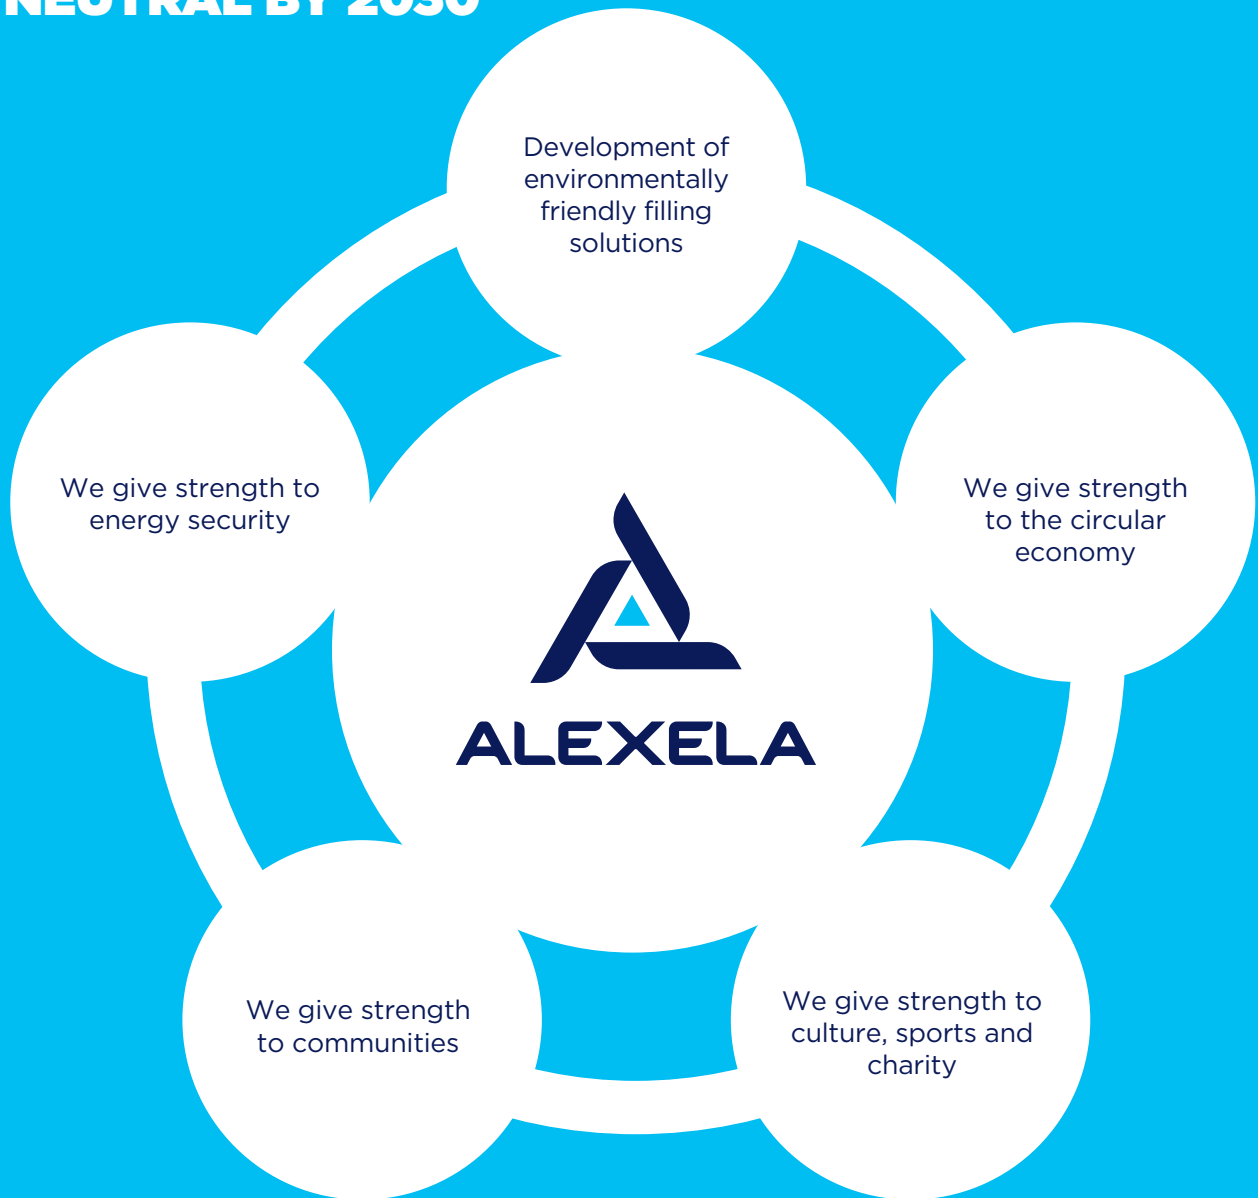 NEUTRAL BY
Development of
environmentally
friendly filling
solutions
We give strength to
energy security
We give strength
to the circular
economy
ALEXELA
We give strength
to communities
We give strength to
culture, sports and
charity